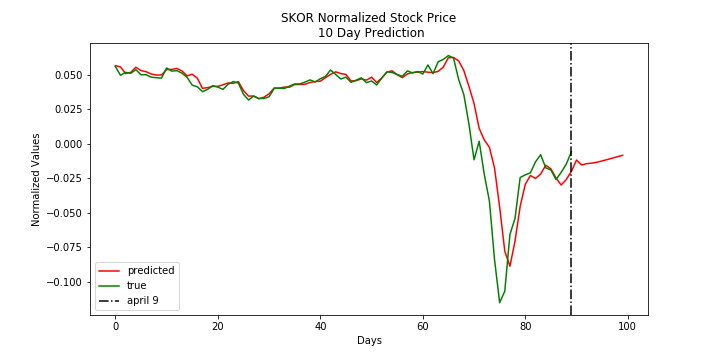 SKOR Normalized Stock Price
10 Day Prediction
Normalized Values
0.050
0.025
0.000
−0.025
−0.050
−0.075
−0.100
predicted
true
april 9
0 20 40 60 80 100
Days